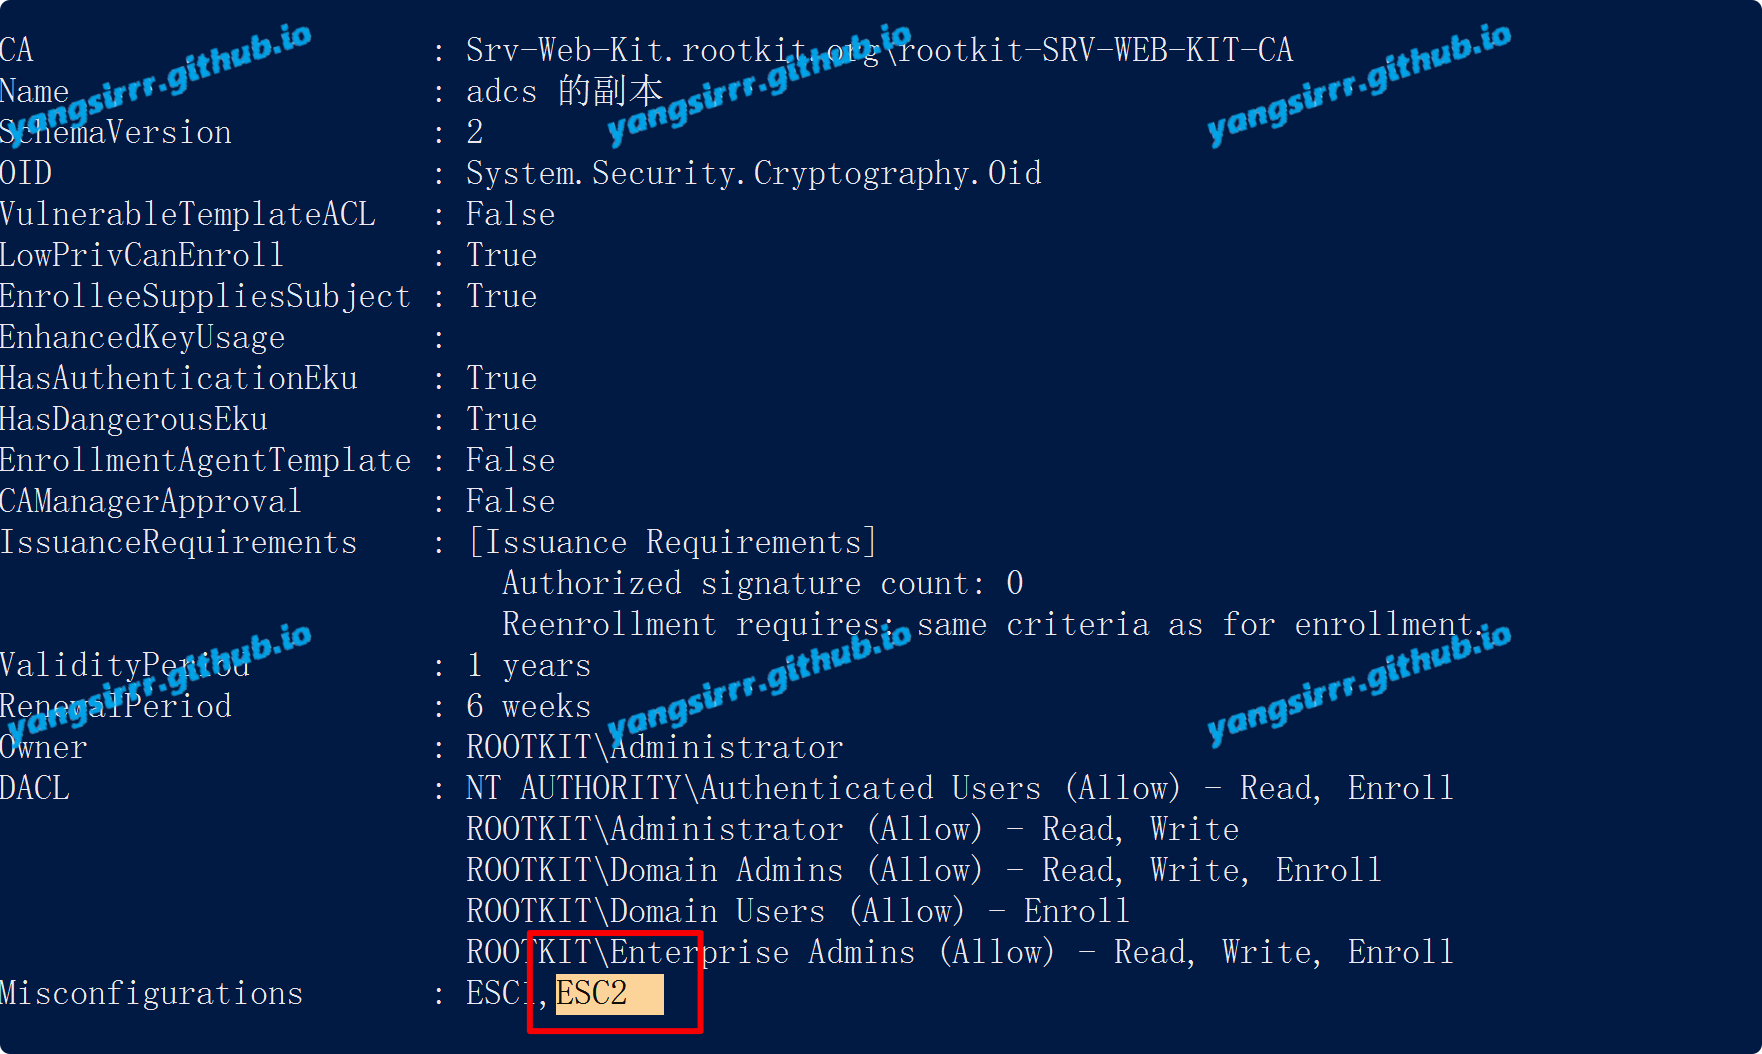 CA : Srv-Web-Kit.rootkit.org\rootkit-SRV-WEB-KIT-CA
Name : adcs 的副本
SchemaVersion : 2
OID : System.Security.Cryptography.Oid
VulnerableTemplateACL : False
LowPrivCanEnroll : True
EnrolleeSuppliesSubject : True
EnhancedKeyUsage :
HasAuthenticationEku : True
HasDangerousEku : True
EnrollmentAgentTemplate : False
CAManagerApproval : False
IssuanceRequirements : [Issuance Requirements]
Authorized signature count: 0
Reenrollment requires: same criteria as for enrollment.
ValidityPeriod : 1 years
RenewalPeriod : 6 weeks
Owner : ROOTKIT\Administrator
DACL : NT AUTHORITY\Authenticated Users (Allow) - Read, Enroll
ROOTKIT\Administrator (Allow) - Read, Write
ROOTKIT\Domain Admins (Allow) - Read, Write, Enroll
ROOTKIT\Domain Users (Allow) - Enroll
ROOTKIT\Enterprise Admins (Allow) - Read, Write, Enroll
Misconfigurations : ESC1,ESC2
yangsirrr.github.io
yangsirrr.github.io
yangsirrr.github.io
yangsirrr.github.io
yangsirrr.github.io
yangsirrr.github.io